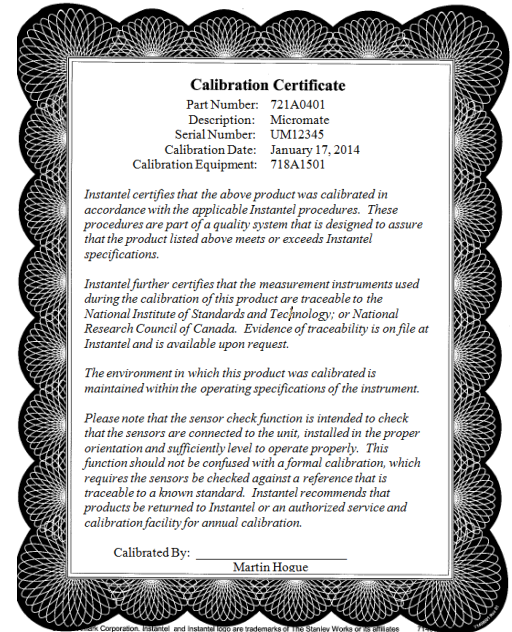 Calibration Certificate
Part Number: 721A0401
Description: Micromate
Serial Number: UM12345
Calibration Date: January 17, 2014
Calibration Equipment: 718A1501
Instantel certifies that the above product was calibrated in
accordance with the applicable Instantel procedures. These
procedures are part of a quality system that is designed to assure
that the product listed above meets or exceeds Instantel
specifications.
Instantel further certifies that the measurement instruments used
during the calibration of this product are traceable to the
National Institute of Standards and Technology; or National
Research Council of Canada. Evidence of traceability is on file at
Instantel and is available upon request.
The environment in which this product was calibrated is
maintained within the operating specifications of the instrument.
Please note that the sensor check function is intended to check
that the sensors are connected to the unit, installed in the proper
orientation and sufficiently level to operate properly. This
function should not be confused with a formal calibration, which
requires the sensors be checked against a reference that is
traceable to a known standard. Instantel recommends that
products be returned to Instantel or an authorized service and
calibration facility for annual calibration.
Calibrated By:
Martin Hogue
Corporation. Instantel and Instantel logo are trademarks of The Stanley Works or its affiliates